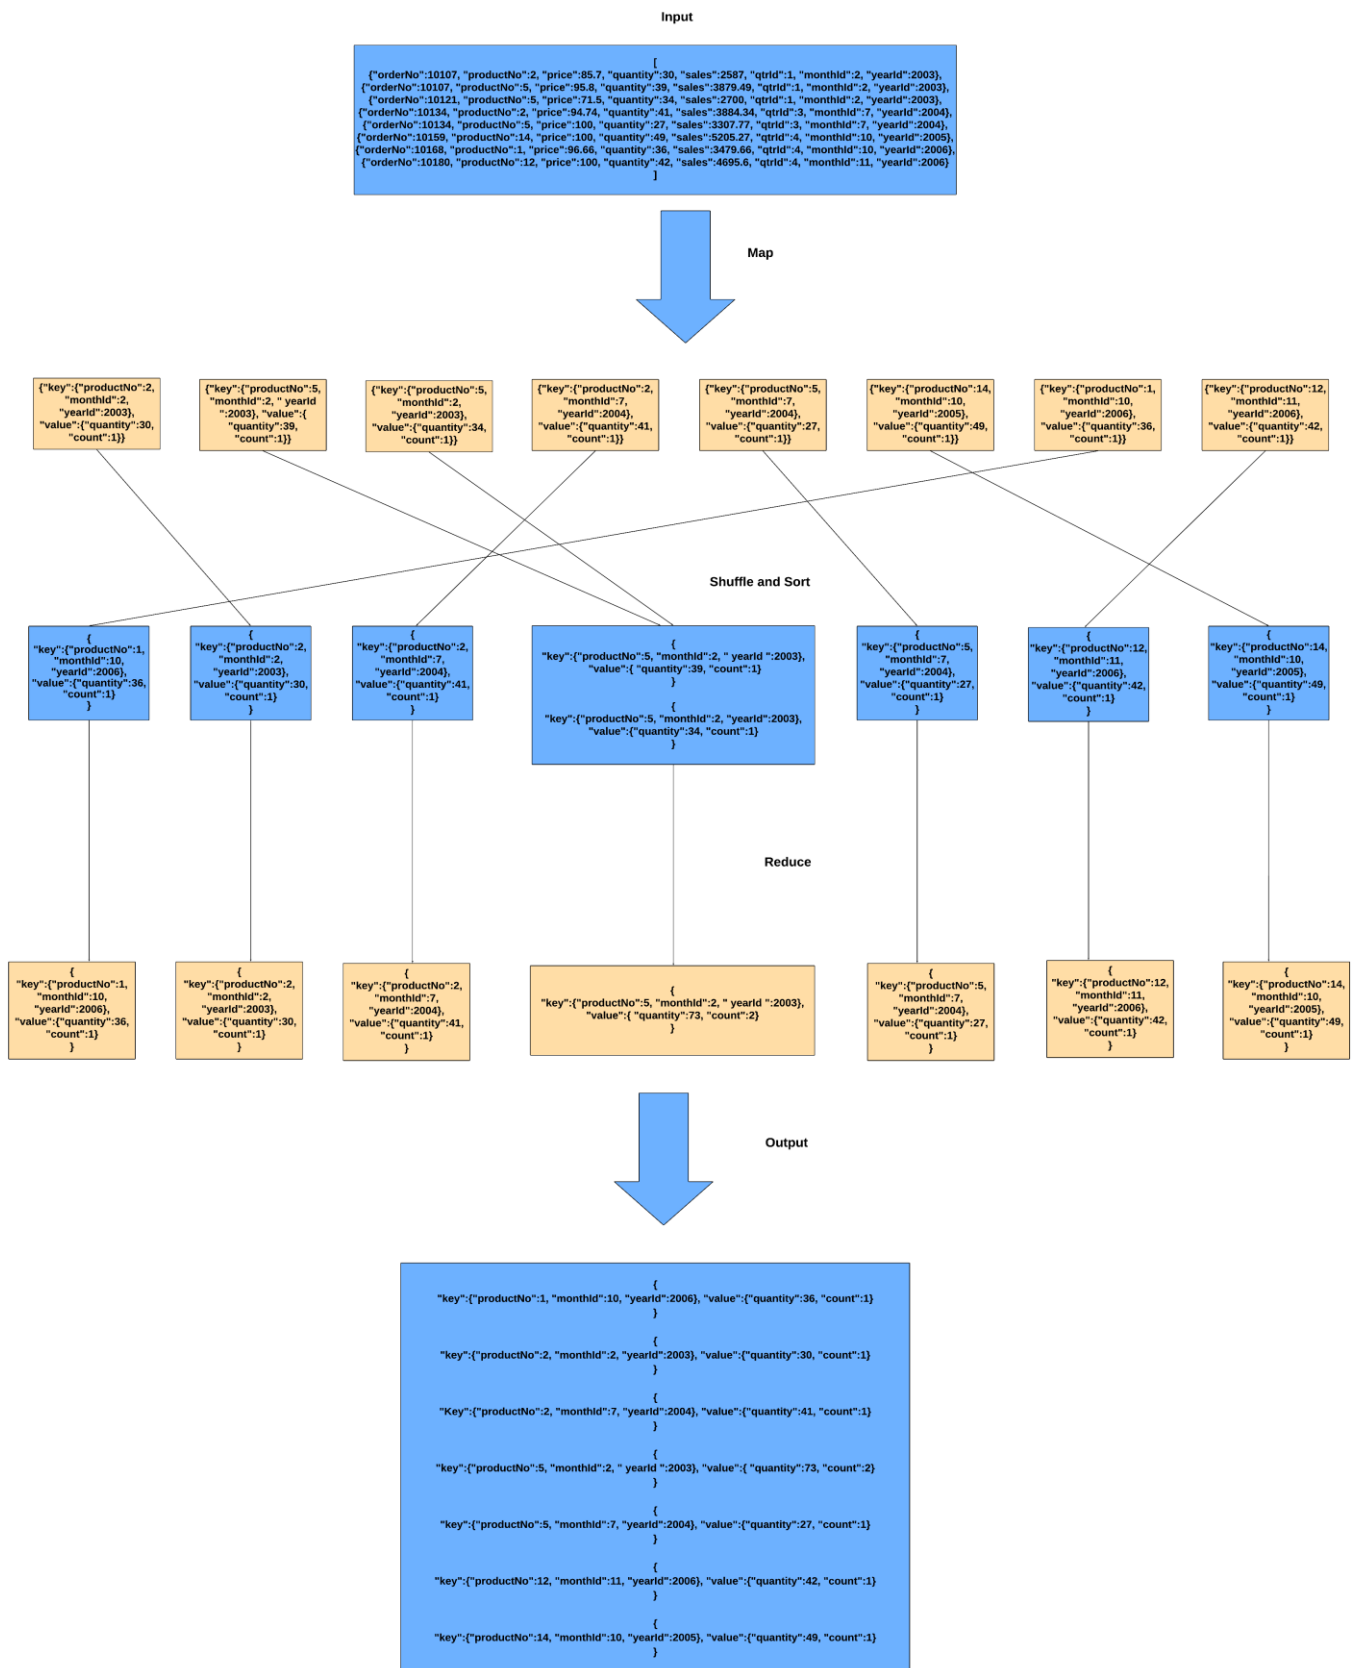 Input
[
{"orderNo":10107, "productNo":2, "price":85.7, "quantity":30, "sales":2587, "qtrId":1, "monthId":2, "yearId":2003},
{"orderNo":10107, "productNo":5, "price":95.8, "quantity":39, "sales":3879.49, "qtrId":1, "monthId":2, "yearId":2003},
{"orderNo":10121, "productNo":5, "price":71.5, "quantity":34, "sales":2700, "qtrId":1, "monthId":2, "yearId":2003},
{"orderNo":10134, "productNo":2, "price":94.74, "quantity":41, "sales":3884.34, "qtrId":3, "monthId":7, "yearId":2004},
{"orderNo":10134, "productNo":5, "price":100, "quantity":27, "sales":3307.77, "qtrId":3, "monthId":7, "yearId":2004},
{"orderNo":10159, "productNo":14, "price":100, "quantity":49, "sales":5205.27, "qtrId":4, "monthId":10, "yearId":2005},
{"orderNo":10168, "productNo":1, "price":96.66, "quantity":36, "sales":3479.66, "qtrId":4, "monthId":10, "yearId":2006},
{"orderNo":10180, "productNo":12, "price":100, "quantity":42, "sales":4695.6, "qtrId":4, "monthId":11, "yearId":2006}
]
Map
{"key":{"productNo":2,
"monthId":2,
"yearId":2003},
"value":{"quantity":30,
"count":1}}
{"key":{"productNo":5,
"monthId":2, " yearId
":2003}, "value":{
"quantity":39,
"count":1}}
{"key":{"productNo":5,
"monthId":2,
"yearId":2003},
"value":{"quantity":34,
"count":1}}
{"key":{"productNo":2,
"monthId":7,
"yearId":2004},
"value":{"quantity":41,
"count":1}}
{"key":{"productNo":5,
"monthId":7,
"yearId":2004},
"value":{"quantity":27,
"count":1}}
{"key":{"productNo":14,
"monthId":10,
"yearId":2005},
"value":{"quantity":49,
"count":1}}
{"key":{"productNo":1,
"monthId":10,
"yearId":2006},
"value":{"quantity":36,
"count":1}}
{"key":{"productNo":12,
"monthId":11,
"yearId":2006},
"value":{"quantity":42,
"count":1}}
Shuffle and Sort
{
"key":{"productNo":1,
"monthId":10,
"yearId":2006},
"value":{"quantity":36,
"count":1}
}
{
"key":{"productNo":2,
"monthId":2,
"yearId":2003},
"value":{"quantity":30,
"count":1}
}
{
"key":{"productNo":2,
"monthId":7,
"yearId":2004},
"value":{"quantity":41,
"count":1}
}
{
"key":{"productNo":5, "monthId":2, " yearId ":2003},
"value":{ "quantity":39, "count":1}
}
{
"key":{"productNo":5, "monthId":2, "yearId":2003},
"value":{"quantity":34, "count":1}
}
{
"key":{"productNo":5,
"monthId":7,
"yearId":2004},
"value":{"quantity":27,
"count":1}
}
{
"key":{"productNo":12,
"monthId":11,
"yearId":2006},
"value":{"quantity":42,
"count":1}
}
{
"key":{"productNo":14,
"monthId":10,
"yearId":2005},
"value":{"quantity":49,
"count":1}
}
Reduce
{
"key":{"productNo":1,
"monthId":10,
"yearId":2006},
"value":{"quantity":36,
"count":1}
}
{
"key":{"productNo":2,
"monthId":2,
"yearId":2003},
"value":{"quantity":30,
"count":1}
}
{
"key":{"productNo":2,
"monthId":7,
"yearId":2004},
"value":{"quantity":41,
"count":1}
}
{
"key":{"productNo":5, "monthId":2, " yearId ":2003},
"value":{ "quantity":73, "count":2}
}
{
"key":{"productNo":5,
"monthId":7,
"yearId":2004},
"value":{"quantity":27,
"count":1}
}
{
"key":{"productNo":12,
"monthId":11,
"yearId":2006},
"value":{"quantity":42,
"count":1}
}
{
"key":{"productNo":14,
"monthId":10,
"yearId":2005},
"value":{"quantity":49,
"count":1}
}
Output
{
"key":{"productNo":1, "monthId":10, "yearId":2006}, "value":{"quantity":36, "count":1}
}
{
"key":{"productNo":2, "monthId":2, "yearId":2003}, "value":{"quantity":30, "count":1}
}
{
"Key":{"productNo":2, "monthId":7, "yearId":2004}, "value":{"quantity":41, "count":1}
}
{
"key":{"productNo":5, "monthId":2, " yearId ":2003}, "value":{ "quantity":73, "count":2}
}
{
"key":{"productNo":5, "monthId":7, "yearId":2004}, "value":{"quantity":27, "count":1}
}
{
"key":{"productNo":12, "monthId":11, "yearId":2006}, "value":{"quantity":42, "count":1}
}
{
"key":{"productNo":14, "monthId":10, "yearId":2005}, "value":{"quantity":49, "count":1}
}